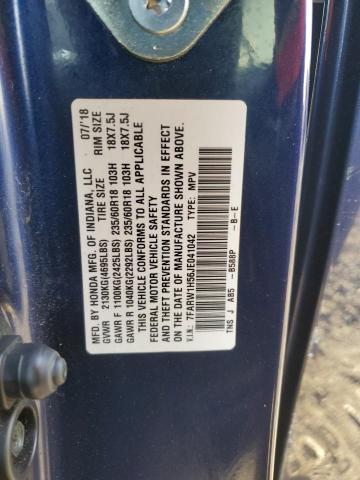 MFD. BY HONDA MFG. OF INDIANA, LLC 07/'18
GVWR 2130KG(4695LBS) TIRE SIZE RIM SIZE
GAWR F 1100KG(2425LBS) 235/60R18 103H 18X7.5J
GAWR R 1040KG(2292LBS) 235/60R18 103H 18X7.5J
THIS VEHICLE CONFORMS TO ALL APPLICABLE
FEDERAL MOTOR VEHICLE SAFETY
AND THEFT PREVENTION STANDARDS IN EFFECT
ON THE DATE OF MANUFACTURE SHOWN ABOVE.
V.I.N.: 7FARW1H56JE041042 TYPE: MPV
TNS J A85 -B588P -B-E